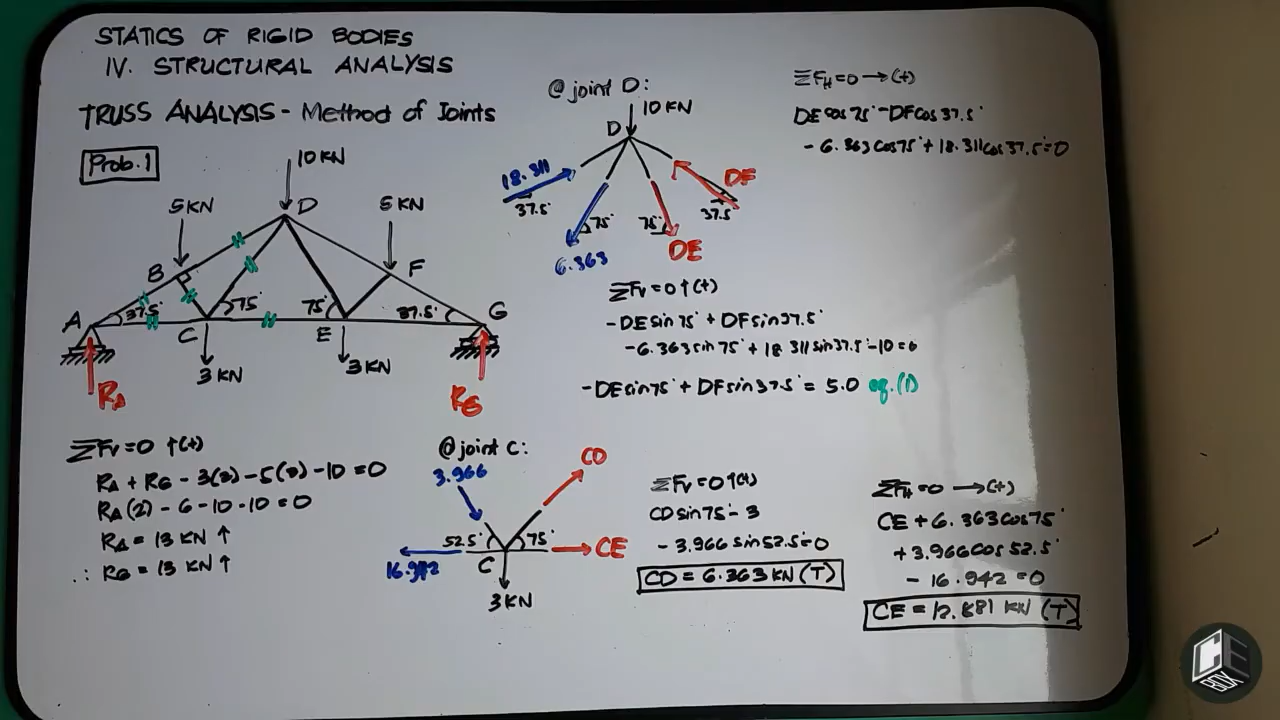 STATICS OF RIGID BODIES
IV. STRUCTURAL ANALYSIS
TRUSS ANALYSIS - Method of Joints
Prob. 1
10 KN
5 KN
5 KN
D
B
F
A
37.5°
C
75°
75°
E
37.5°
G
3 KN
3 KN
RA
RG
ΣFv = 0 ↑(+)
RA + RG - 3(2) - 5(2) - 10 = 0
RA(2) - 6 - 10 - 10 = 0
RA = 13 KN ↑
∴ RG = 13 KN ↑
@ joint D:
10 KN
D
18.311
37.5°
75°
6.363
75°
DE
37.5°
DF
ΣFH = 0 → (+)
DE cos 75° - DF cos 37.5°
- 6.363 cos 75° + 18.311 cos 37.5° = 0
ΣFv = 0 ↑(+)
- DE sin 75° + DF sin 37.5°
- 6.363 sin 75° + 18.311 sin 37.5° - 10 = 0
- DE sin 75° + DF sin 37.5° = 5.0 eq. (1)
@ joint C:
3.966
CD
52.5°
75°
16.942
C
CE
3 KN
ΣFv = 0 ↑(+)
CD sin 75° - 3
- 3.966 sin 52.5° = 0
CD = 6.363 KN (T)
ΣFH = 0 → (+)
CE + 6.363 cos 75°
+ 3.966 cos 52.5°
- 16.942 = 0
CE = 12.881 KN (T)
CE
BOX